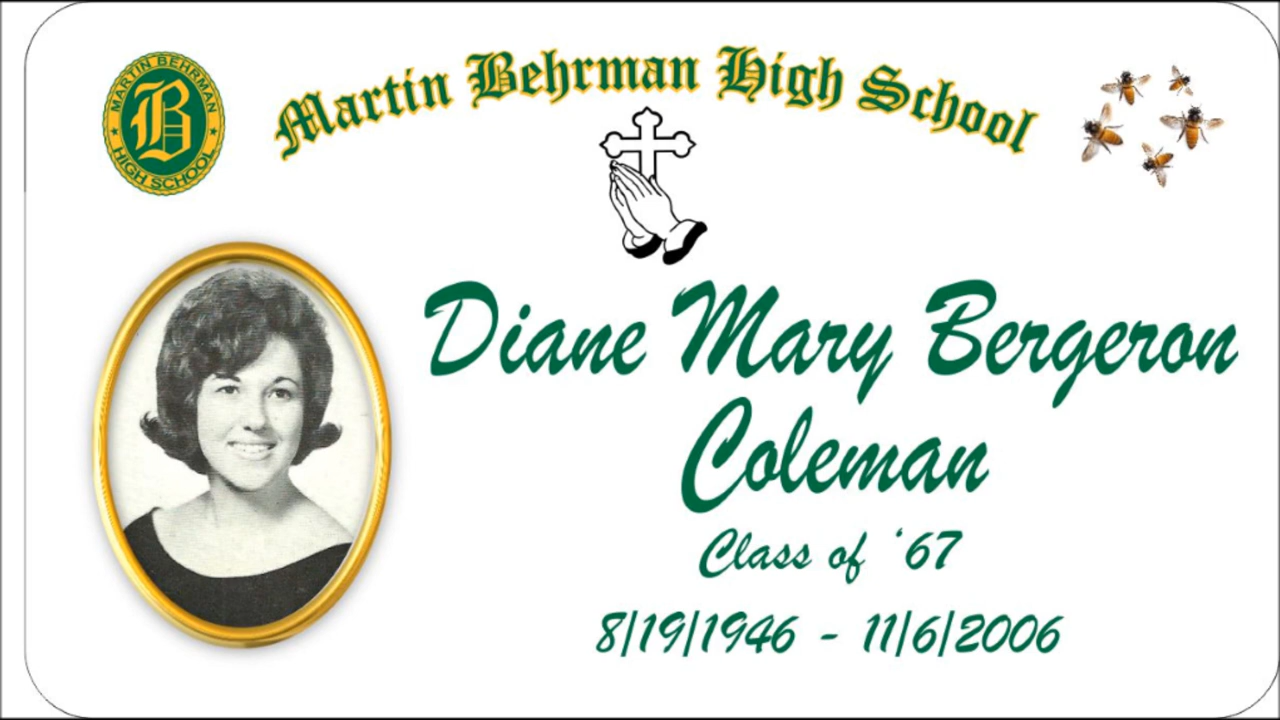 MARTIN BEHRMAN
B
HIGH SCHOOL
Martin Behrman High School
Diane Mary Bergeron
Coleman
Class of ‘67
8/19/1946 - 11/6/2006